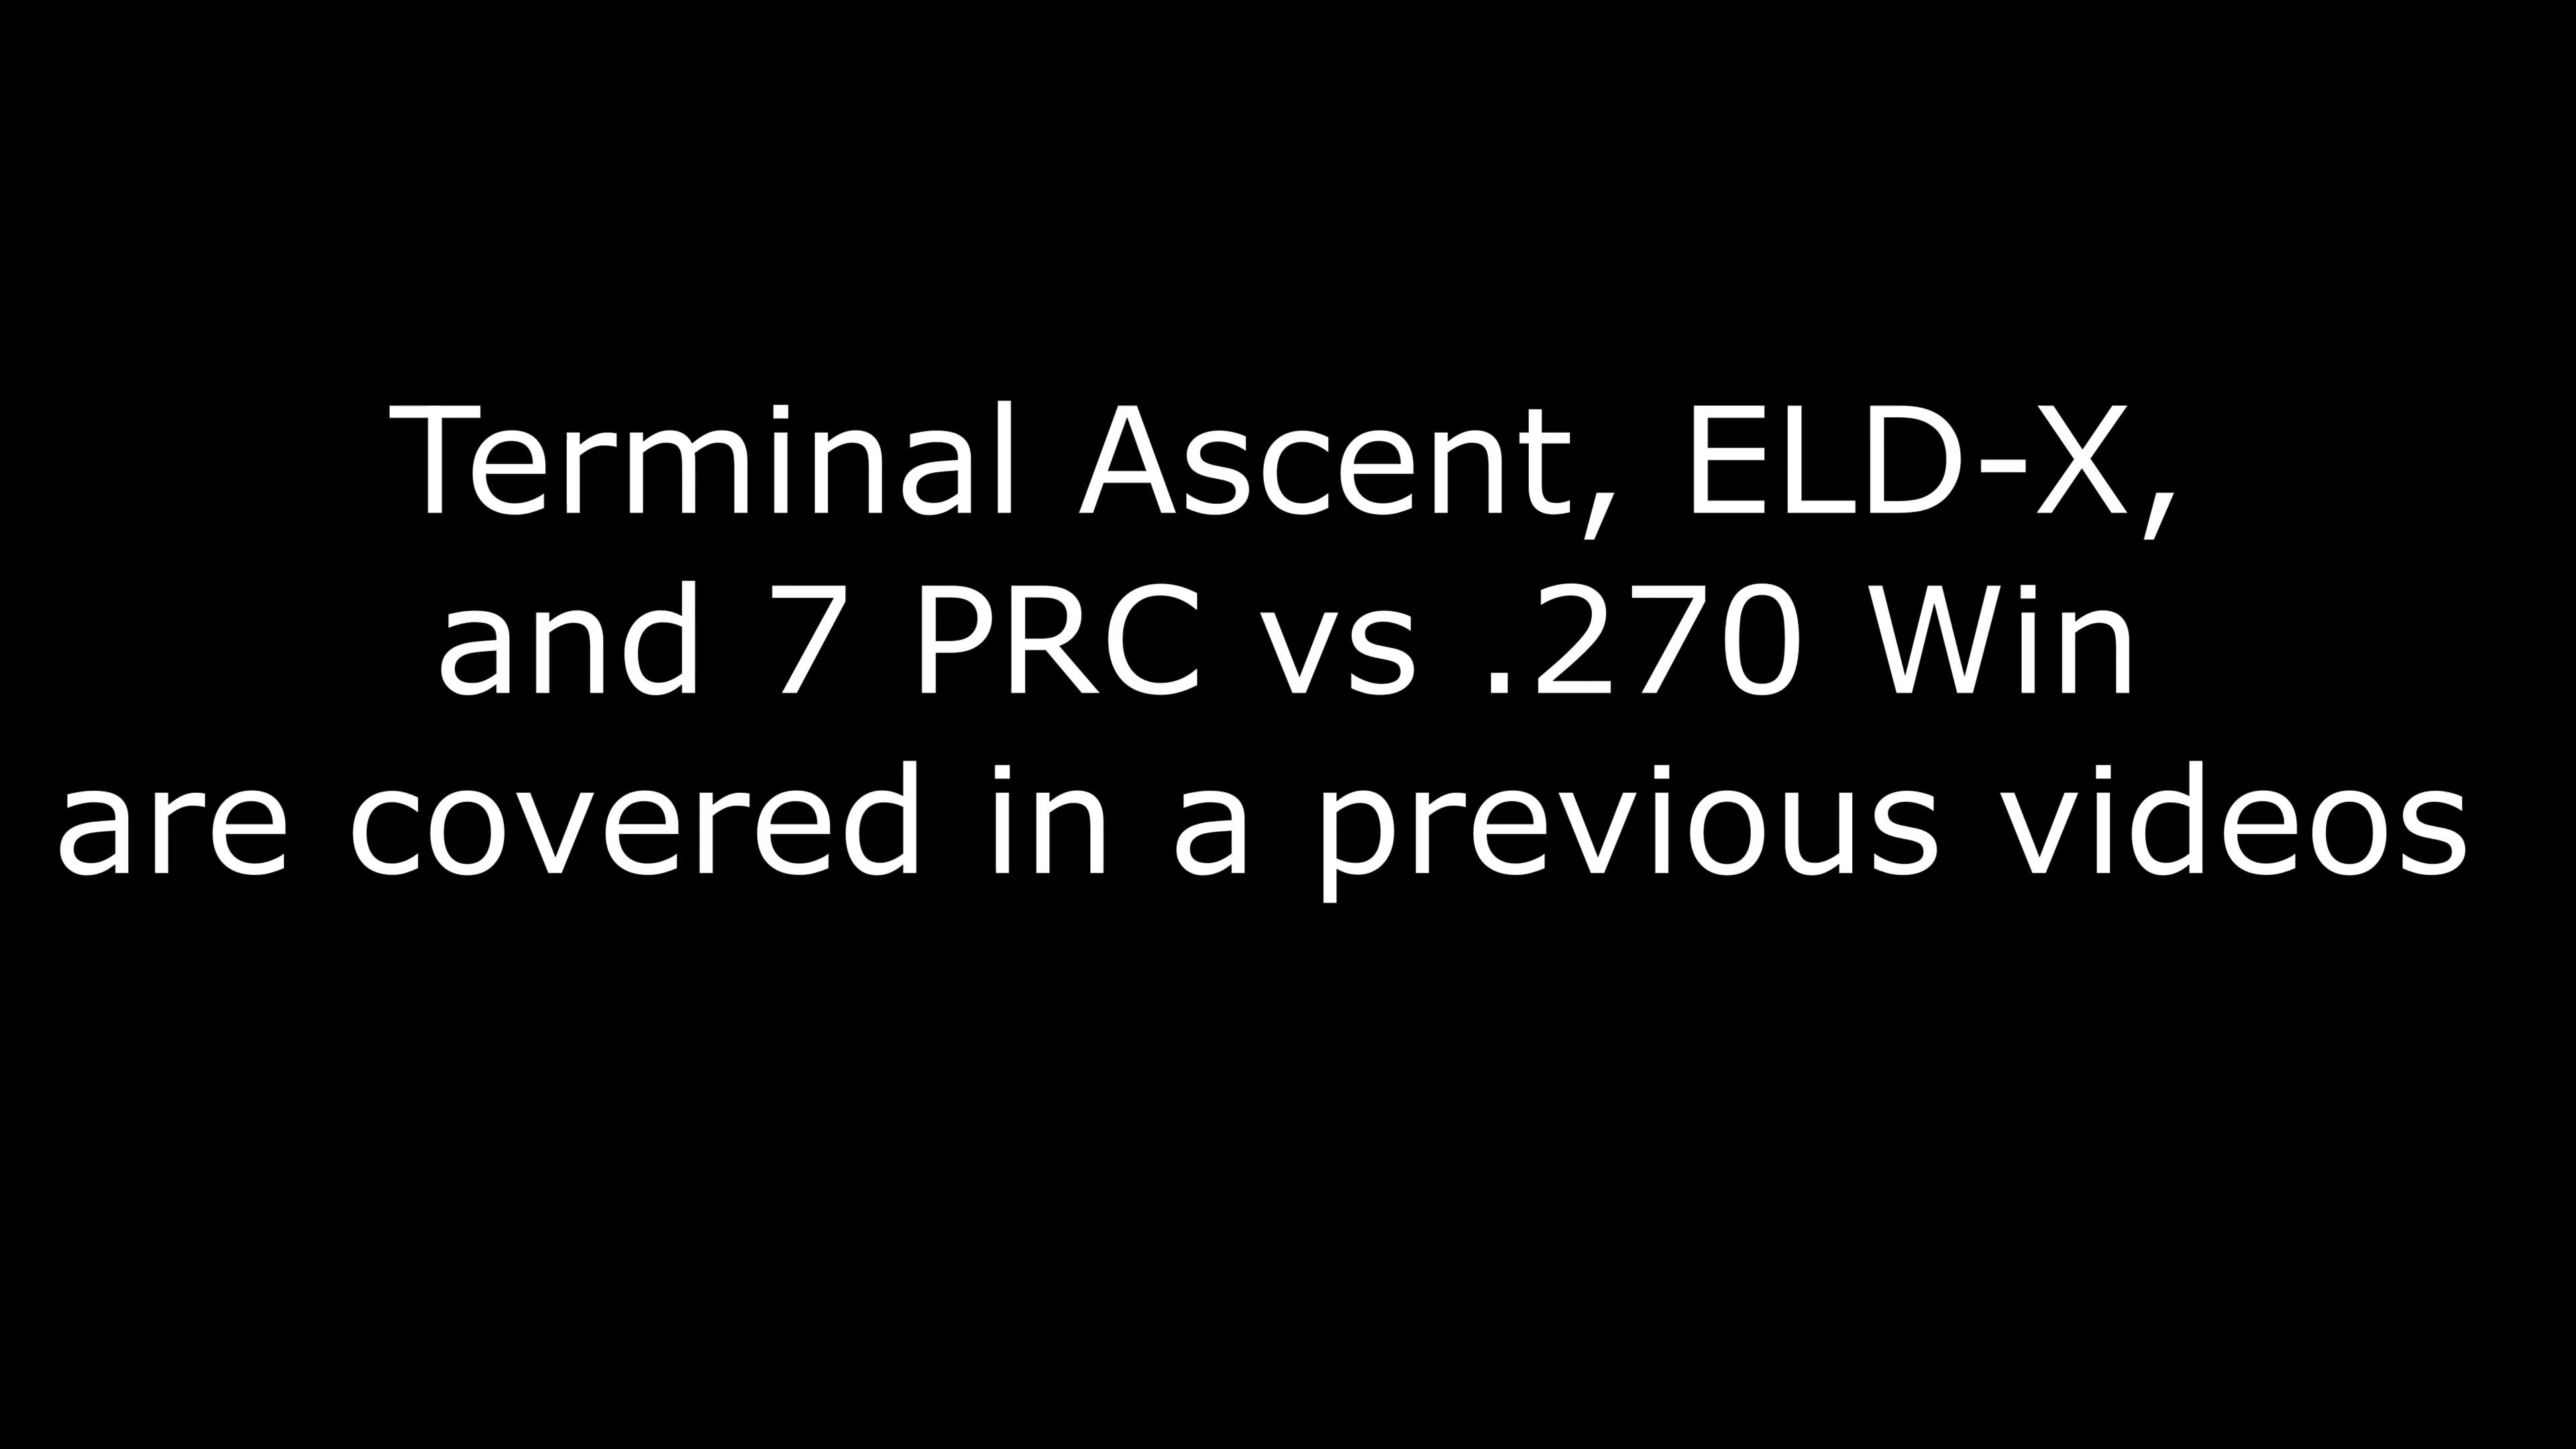 Terminal Ascent, ELD-X,
and 7 PRC vs .270 Win
are covered in a previous videos